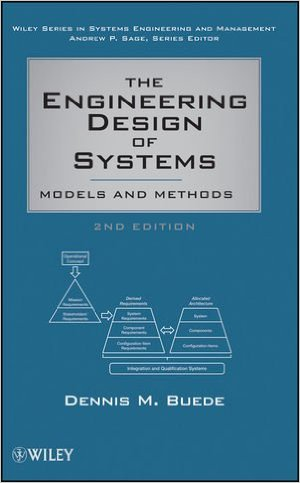 Wiley Series in Systems Engineering and Management
Andrew P. Sage, Series Editor
The
Engineering
Design of
Systems
Models and Methods
2nd Edition
Operational
Concept
Mission
Requirements
Stakeholders'
Requirements
Derived
Requirements
System
Requirements
Component
Requirements
Configuration Item
Requirements
Allocated
Architecture
System
Components
Configuration Items
Integration and Qualification Systems
Dennis M. Buede
WILEY